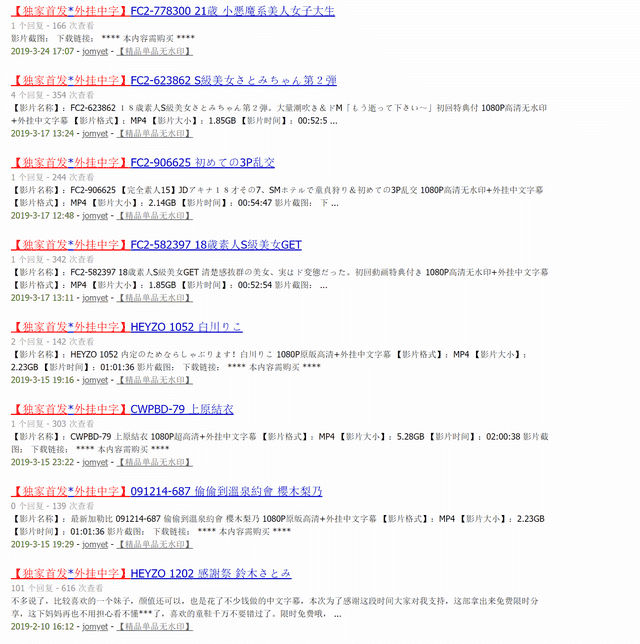 【独家首发*外挂中字】FC2-778300 21歳 小悪魔系美人女子大生
1 个回复 - 166 次查看
影片截图: 下载链接: **** 本内容需购买 ****
2019-3-24 17:07 - jomyet - 【精品单品无水印】
【独家首发*外挂中字】FC2-623862 S級美女さとみちゃん第２弾
4 个回复 - 354 次查看
【影片名称】: FC2-623862 １８歳素人S級美女さとみちゃん第２弾。大量潮吹き＆ドM「もう逝って下さい～」初回特典付 1080P高清无水印
+外挂中文字幕 【影片格式】: MP4 【影片大小】: 1.85GB 【影片时间】: 00:52:5 ...
2019-3-17 13:24 - jomyet - 【精品单品无水印】
【独家首发*外挂中字】FC2-906625 初めての3P乱交
1 个回复 - 244 次查看
【影片名称】: FC2-906625 【完全素人15】JDアキナ１８才その7、SMホテルで童貞狩り＆初めての3P乱交 1080P高清无水印+外挂中文字幕
【影片格式】: MP4 【影片大小】: 2.14GB 【影片时间】: 00:54:47 影片截图: 下 ...
2019-3-17 12:48 - jomyet - 【精品单品无水印】
【独家首发*外挂中字】FC2-582397 18歳素人S級美女GET
1 个回复 - 342 次查看
【影片名称】: FC2-582397 18歳素人S級美女GET 清楚感抜群の美女、実はド変態だった。初回動画特典付き 1080P高清无水印+外挂中文字幕
【影片格式】: MP4 【影片大小】: 1.85GB 【影片时间】: 00:52:54 影片截图: ...
2019-3-17 13:11 - jomyet - 【精品单品无水印】
【独家首发*外挂中字】HEYZO 1052 白川りこ
2 个回复 - 142 次查看
【影片名称】: HEYZO 1052 内定のためならしゃぶります! 白川りこ 1080P原版高清+外挂中文字幕 【影片格式】: MP4 【影片大小】:
2.23GB 【影片时间】: 01:01:36 影片截图: 下载链接: **** 本内容需购买 ****
2019-3-15 19:16 - jomyet - 【精品单品无水印】
【独家首发*外挂中字】CWPBD-79 上原結衣
1 个回复 - 303 次查看
【影片名称】: CWPBD-79 上原結衣 1080P超高清+外挂中文字幕 【影片格式】: MP4 【影片大小】: 5.28GB 【影片时间】: 02:00:38 影片截
图: 下载链接: **** 本内容需购买 ****
2019-3-15 23:22 - jomyet - 【精品单品无水印】
【独家首发*外挂中字】091214-687 偷偷到溫泉約會 櫻木梨乃
0 个回复 - 139 次查看
【影片名称】: 最新加勒比 091214-687 偷偷到溫泉約會 櫻木梨乃 1080P原版高清+外挂中文字幕 【影片格式】: MP4 【影片大小】: 2.23GB
【影片时间】: 01:01:36 影片截图: 下载链接: **** 本内容需购买 ****
2019-3-15 19:29 - jomyet - 【精品单品无水印】
【独家首发*外挂中字】HEYZO 1202 感謝祭 鈴木さとみ
101 个回复 - 616 次查看
不多说了，比较喜欢的一个妹子，颜值还可以，也是花了不少钱做的中文字幕，本次为了感谢这段时间大家对我支持，这部拿出来免费限时分
享，这下妈妈再也不用担心看不懂***了，喜欢的童鞋千万不要错过了。限时免费哦， ...
2019-2-10 16:12 - jomyet - 【精品单品无水印】